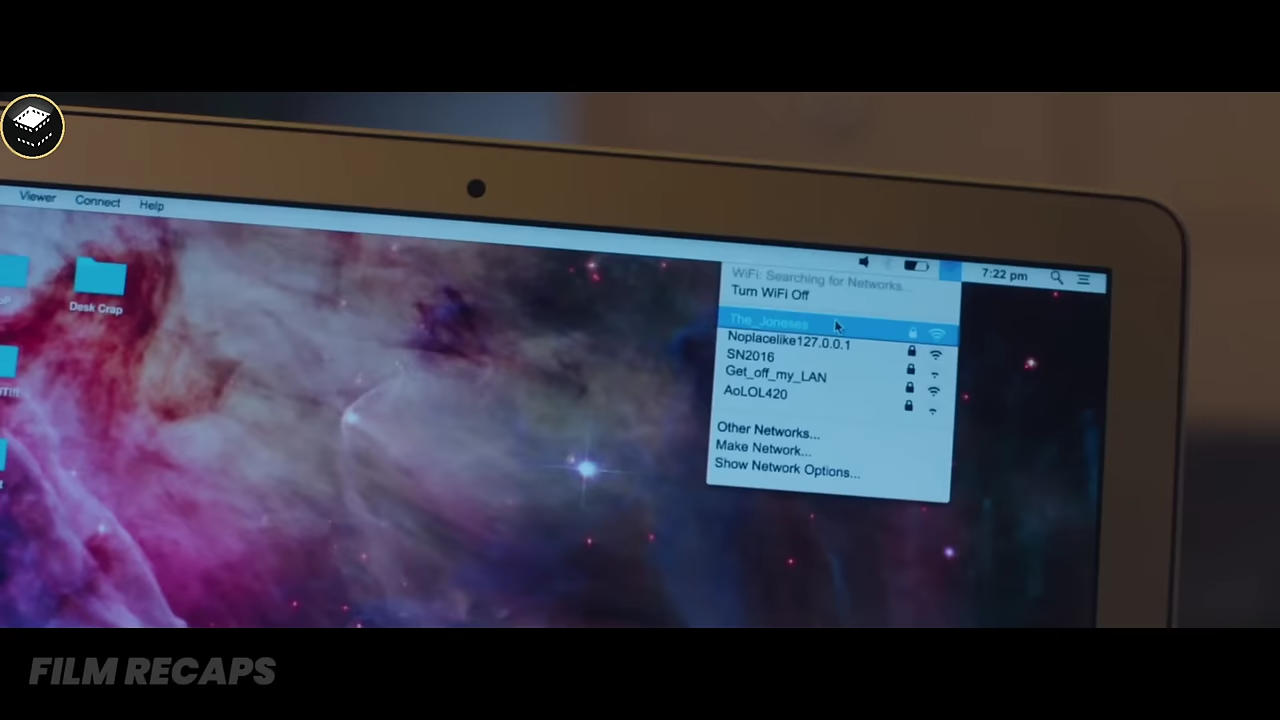 Viewer Connect Help
7:22 pm
Desk Crap
WiFi: Searching for Networks...
Turn WiFi Off
The_Joneses
Noplacelike127.0.0.1
SN2016
Get_off_my_LAN
AoLOL420
Other Networks...
Make Network...
Show Network Options...
FILM RECAPS